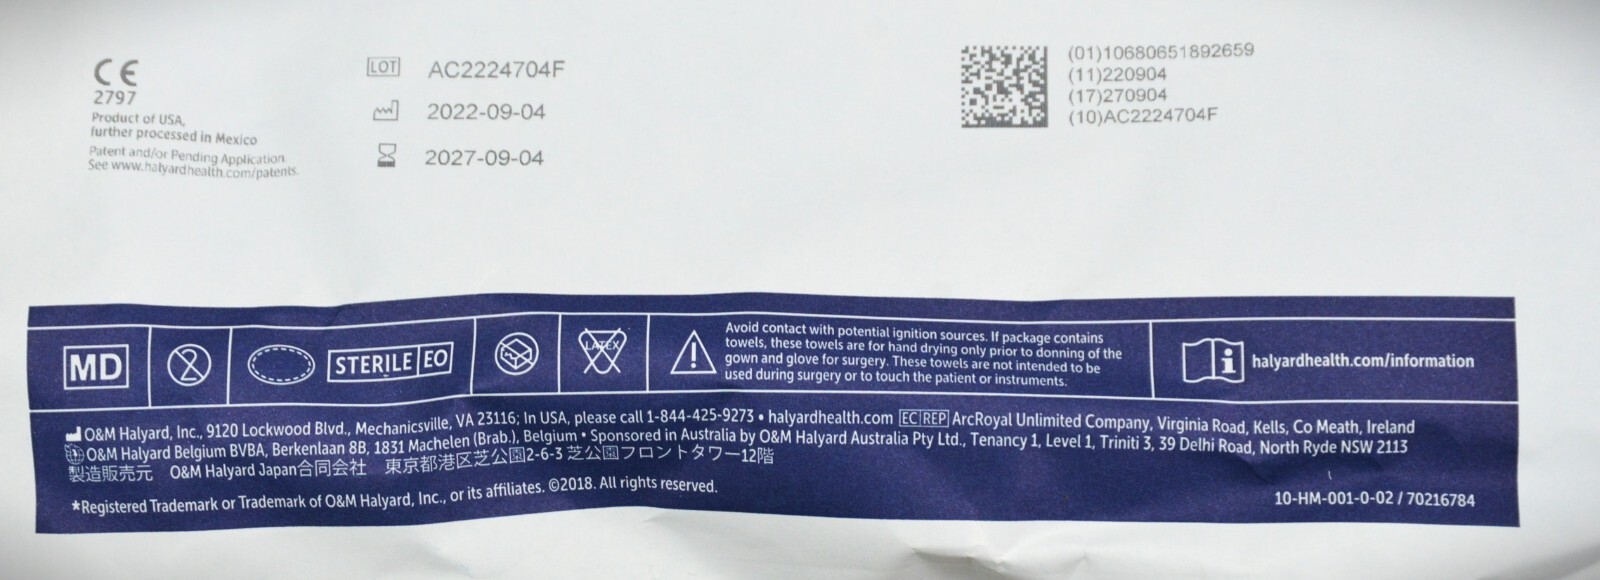 CE
2797
Product of USA,
further processed in Mexico
Patent and/or Pending Application.
See www.halyardhealth.com/patents.
LOT AC2224704F
2022-09-04
2027-09-04
(01)10680651892659
(11)220904
(17)270904
(10)AC2224704F
MD
2
STERILE EO
LATEX
Avoid contact with potential ignition sources. If package contains
towels, these towels are for hand drying only prior to donning of the
gown and glove for surgery. These towels are not intended to be
used during surgery or to touch the patient or instruments.
i halyardhealth.com/information
O&M Halyard, Inc., 9120 Lockwood Blvd., Mechanicsville, VA 23116; In USA, please call 1-844-425-9273 • halyardhealth.com EC REP ArcRoyal Unlimited Company, Virginia Road, Kells, Co Meath, Ireland
O&M Halyard Belgium BVBA, Berkenlaan 8B, 1831 Machelen (Brab.), Belgium • Sponsored in Australia by O&M Halyard Australia Pty Ltd., Tenancy 1, Level 1, Triniti 3, 39 Delhi Road, North Ryde NSW 2113
製造販売元 O&M Halyard Japan合同会社 東京都港区芝公園2-6-3 芝公園フロントタワー12階
*Registered Trademark or Trademark of O&M Halyard, Inc., or its affiliates. ©2018. All rights reserved.
10-HM-001-0-02 / 70216784